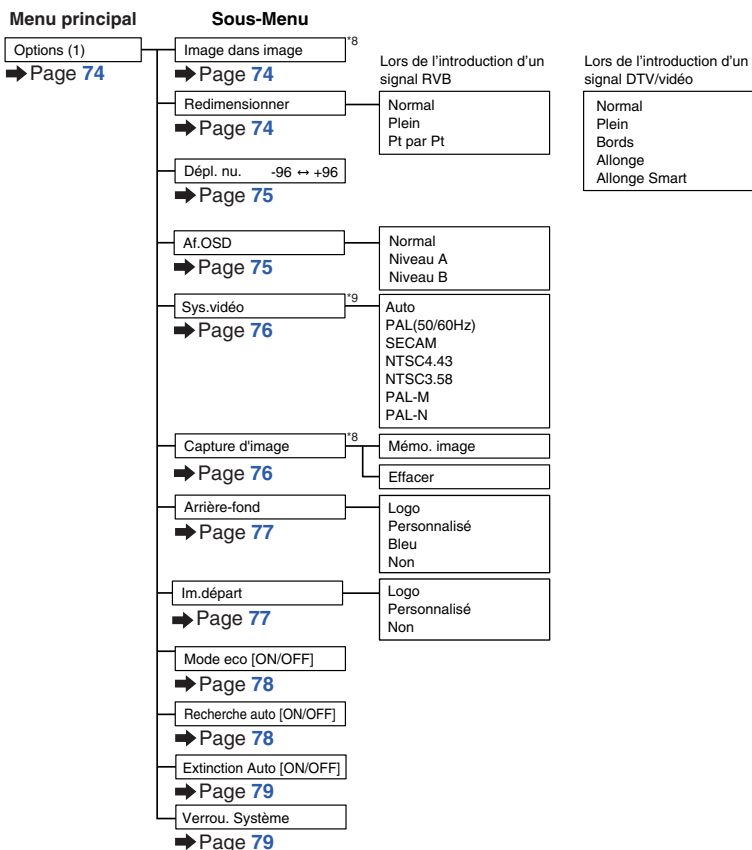 Menu principal
Sous-Menu
Options (1)
➡Page 74
Image dans image
*8
➡Page 74
Lors de l'introduction d'un
signal RVB
Lors de l'introduction d'un
signal DTV/vidéo
Redimensionner
➡Page 74
Normal
Plein
Pt par Pt
Normal
Plein
Bords
Allonge
Allonge Smart
Dépl. nu. -96 ↔ +96
➡Page 75
Af.OSD
➡Page 75
Normal
Niveau A
Niveau B
Sys.vidéo
*9
➡Page 76
Auto
PAL(50/60Hz)
SECAM
NTSC4.43
NTSC3.58
PAL-M
PAL-N
Capture d'image
*8
➡Page 76
Mémo. image
Effacer
Arrière-fond
➡Page 77
Logo
Personnalisé
Bleu
Non
Im.départ
➡Page 77
Logo
Personnalisé
Non
Mode eco [ON/OFF]
➡Page 78
Recherche auto [ON/OFF]
➡Page 78
Extinction Auto [ON/OFF]
➡Page 79
Verrou. Système
➡Page 79